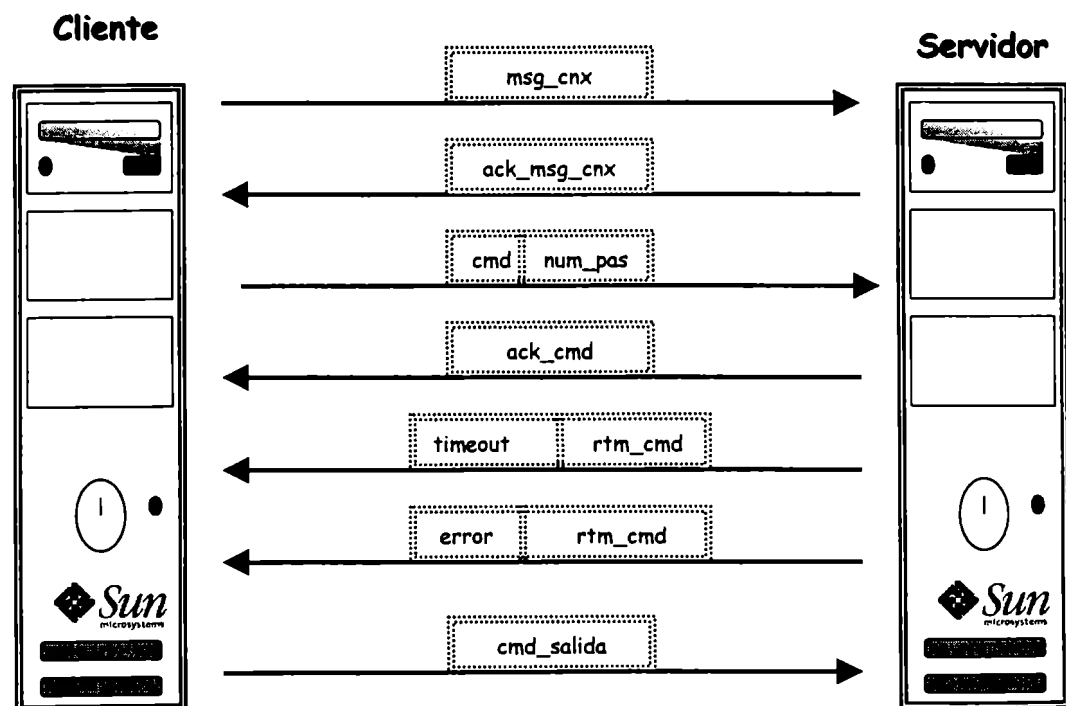 Cliente
Servidor
msg_cnx
ack_msg_cnx
cmd num_pas
ack_cmd
timeout rtm_cmd
error rtm_cmd
cmd_salida
Sun
microsystems
Sun
microsystems